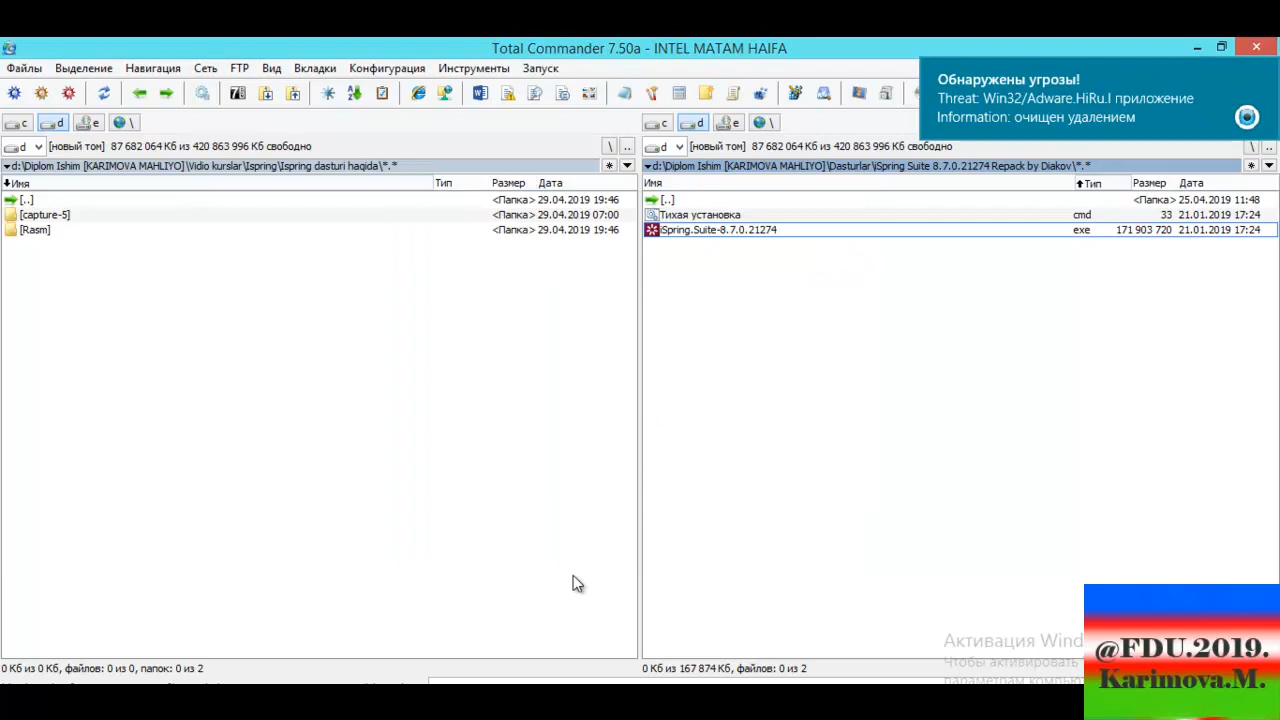 Total Commander 7.50a - INTEL MATAM HAIFA
Файлы Выделение Навигация Сеть FTP Вид Вкладки Конфигурация Инструменты Запуск
Обнаружены угрозы!
Threat: Win32/Adware.HiRu.I приложение
Information: очищен удалением
c d e \
c d e \
d [новый том] 87 682 064 Кб из 420 863 996 Кб свободно \ ..
d [новый том] 87 682 064 Кб из 420 863 996 Кб свободно \ ..
d:\Diplom Ishim [KARIMOVA MAHLIYO]\Vidio kurslar\Ispring\Ispring dasturi haqida\*.* *
d:\Diplom Ishim [KARIMOVA MAHLIYO]\Dasturlar\iSpring Suite 8.7.0.21274 Repack by Diakov\*.* *
Имя Тип Размер Дата
[..] <Папка> 29.04.2019 19:46
[capture-5] <Папка> 29.04.2019 07:00
[Rasm] <Папка> 29.04.2019 19:46
Имя Тип Размер Дата
[..] <Папка> 25.04.2019 11:48
Тихая установка cmd 33 21.01.2019 17:24
iSpring.Suite-8.7.0.21274 exe 171 903 720 21.01.2019 17:24
0 Кб из 0 Кб, файлов: 0 из 0, папок: 0 из 2
0 Кб из 167 874 Кб, файлов: 0 из 2
Активация Wind
Чтобы активировать
параметрам компью
@FDU.2019.
Karimova.M.